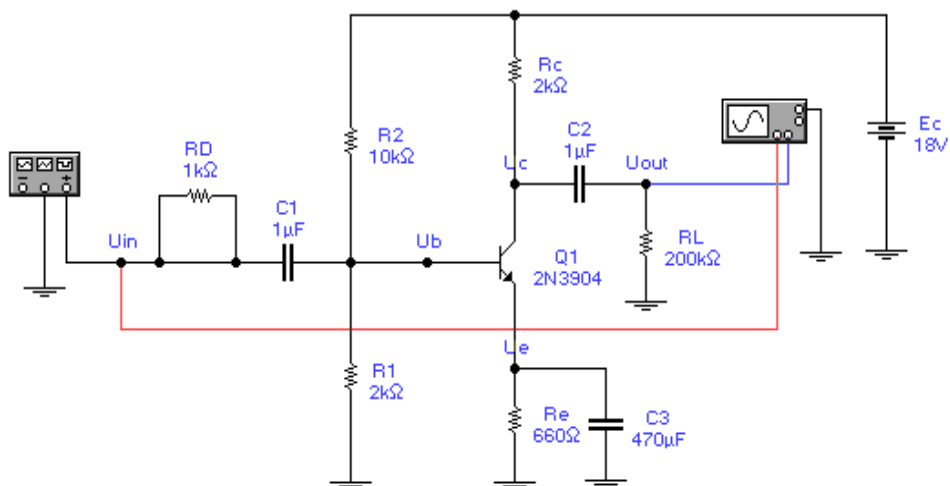 Rc
2kΩ
R2
10kΩ
C2
1µF
Ec
18V
RD
1kΩ
Uc
Uout
C1
1µF
Uin
Ub
Q1
2N3904
RL
200kΩ
Ue
R1
2kΩ
Re
660Ω
C3
470µF